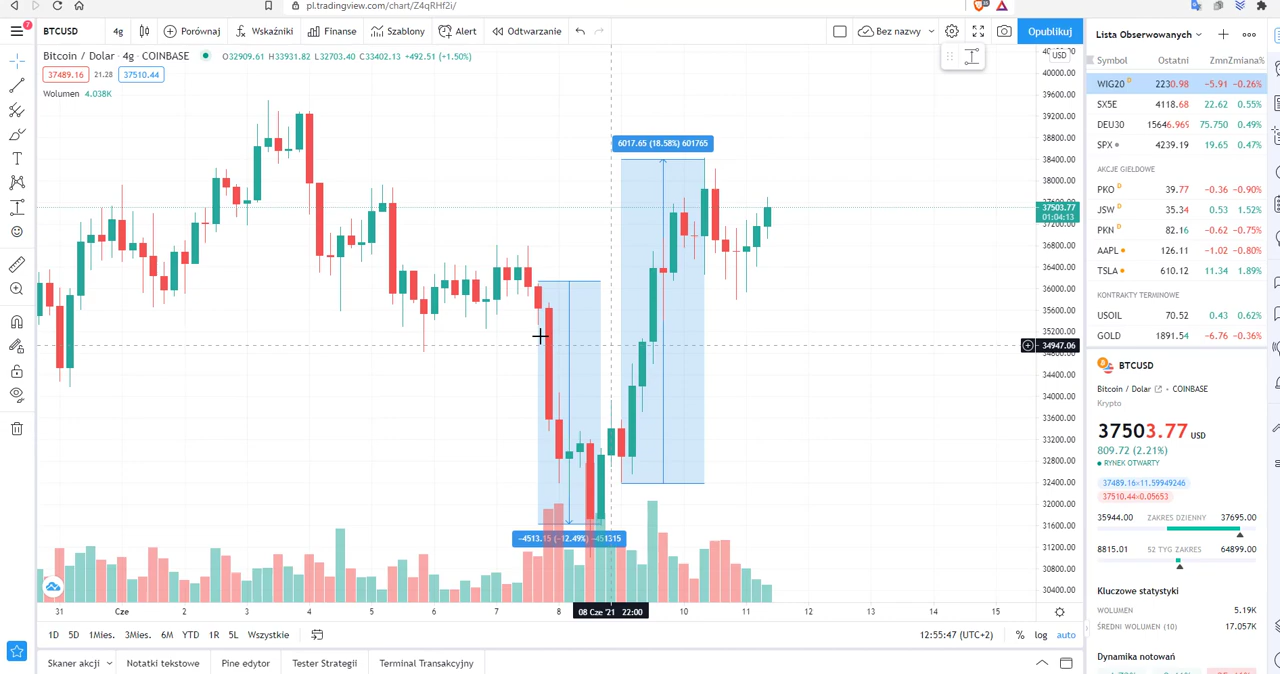 pl.tradingview.com/chart/Z4qRHf2i/
BTCUSD 4g Porównaj Wskaźniki Finanse Szablony Alert Odtwarzanie Bez nazwy Opublikuj
Bitcoin / Dolar · 4g · COINBASE O32909.61 H33931.82 L32703.40 C33402.13 +492.51 (+1.50%)
37489.16 21.28 37510.44
Wolumen 4.038K
USD
40000.00
39600.00
39200.00
38800.00
38400.00
38000.00
37503.77
01:04:13
37200.00
36800.00
36400.00
36000.00
35600.00
35200.00
34947.06
34400.00
34000.00
33600.00
33200.00
32800.00
32400.00
32000.00
31600.00
31200.00
30800.00
30400.00
6017.65 (18.58%) 601765
−4513.15 (−12.49%) −451315
31 Cze 2 3 4 5 6 7 8 08 Cze '21 22:00 10 11 12 13 14 15
1D 5D 1Mies. 3Mies. 6M YTD 1R 5L Wszystkie
12:55:47 (UTC+2) % log auto
Skaner akcji Notatki tekstowe Pine edytor Tester Strategii Terminal Transakcyjny
Lista Obserwowanych
Symbol Ostatni Zmn Zmiana%
WIG20 D 2230.98 −5.91 −0.26%
SX5E 4118.68 22.62 0.55%
DEU30 15646.965 75.750 0.49%
SPX 4239.19 19.65 0.47%
AKCJE GIEŁDOWE
PKO D 39.77 −0.36 −0.90%
JSW D 35.34 0.53 1.52%
PKN D 82.16 −0.62 −0.75%
AAPL 126.11 −1.02 −0.80%
TSLA 610.12 11.34 1.89%
KONTRAKTY TERMINOWE
USOIL 70.52 0.43 0.62%
GOLD 1891.54 −6.76 −0.36%
BTCUSD
Bitcoin / Dolar · COINBASE
Krypto
37503.77 USD
809.72 (2.21%)
RYNEK OTWARTY
37489.16×11.59949246
37510.44×0.05653
35944.00 ZAKRES DZIENNY 37695.00
8815.01 52 TYG ZAKRES 64899.00
Kluczowe statystyki
WOLUMEN 5.19K
ŚREDNI WOLUMEN (10) 17.057K
Dynamika notowań